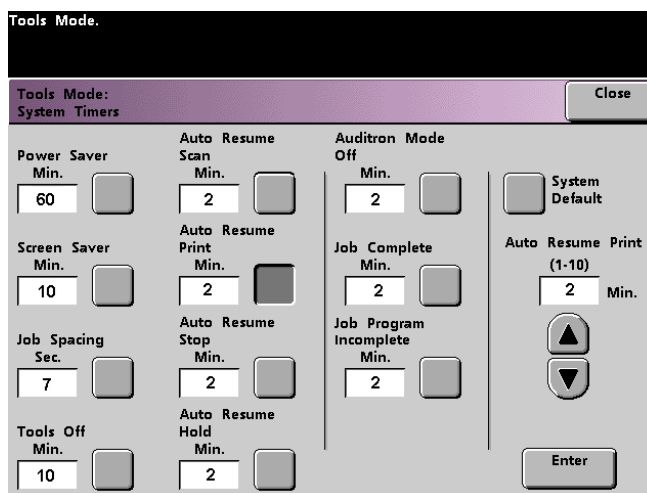 Tools Mode.
Tools Mode:
System Timers
Close
Power Saver
Min.
60
Screen Saver
Min.
10
Job Spacing
Sec.
7
Tools Off
Min.
10
Auto Resume
Scan
Min.
2
Auto Resume
Print
Min.
2
Auto Resume
Stop
Min.
2
Auto Resume
Hold
Min.
2
Auditron Mode
Off
Min.
2
Job Complete
Min.
2
Job Program
Incomplete
Min.
2
System
Default
Auto Resume Print
(1-10)
2 Min.
Enter